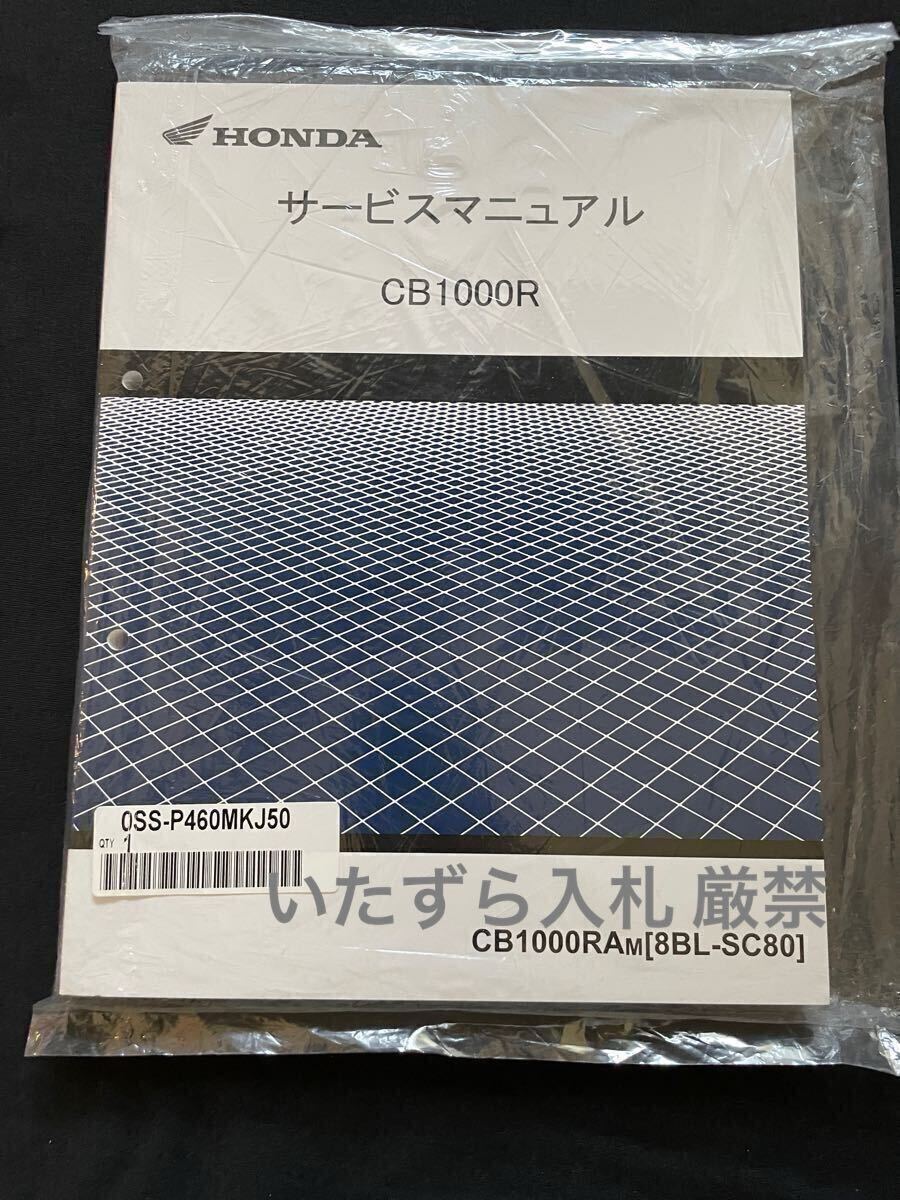 HONDA
サービスマニュアル
CB1000R
0SS-P460MKJ50
QTY 1
いたずら入札 厳禁
CB1000RAM[8BL-SC80]